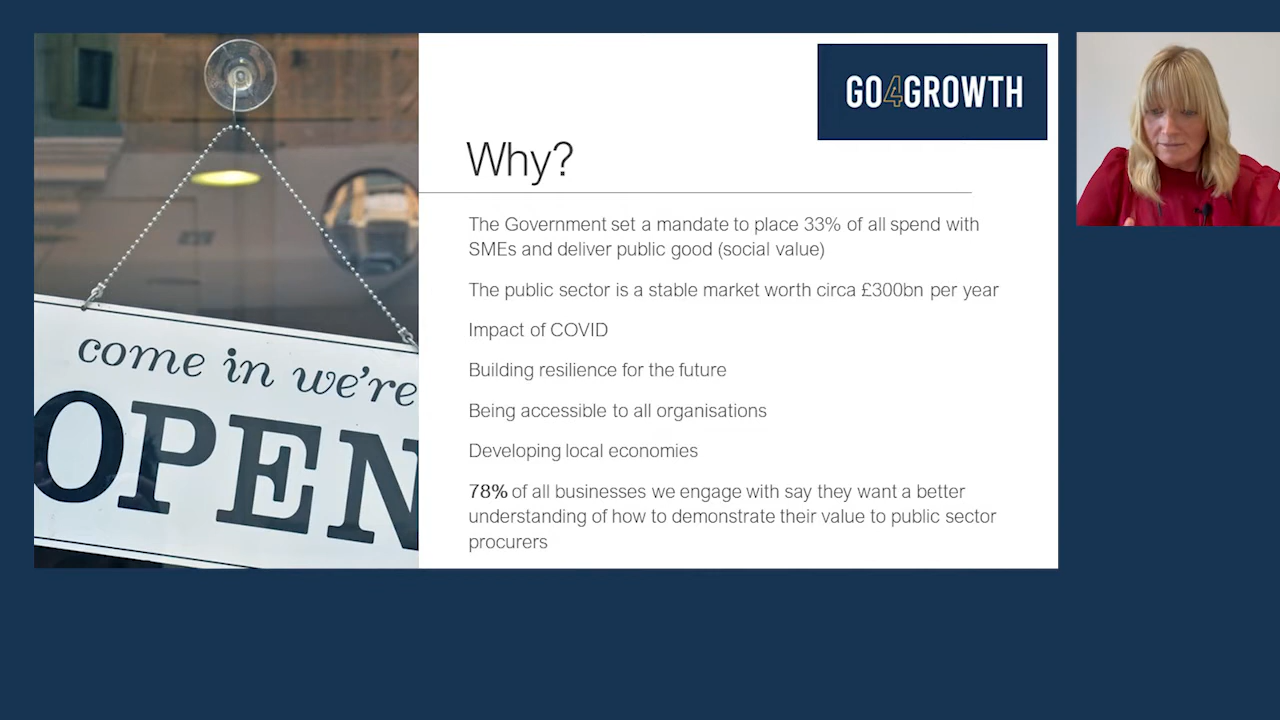 GO4GROWTH
Why?
The Government set a mandate to place 33% of all spend with
SMEs and deliver public good (social value)
The public sector is a stable market worth circa £300bn per year
Impact of COVID
Building resilience for the future
Being accessible to all organisations
Developing local economies
78% of all businesses we engage with say they want a better
understanding of how to demonstrate their value to public sector
procurers
come in we're
OPEN